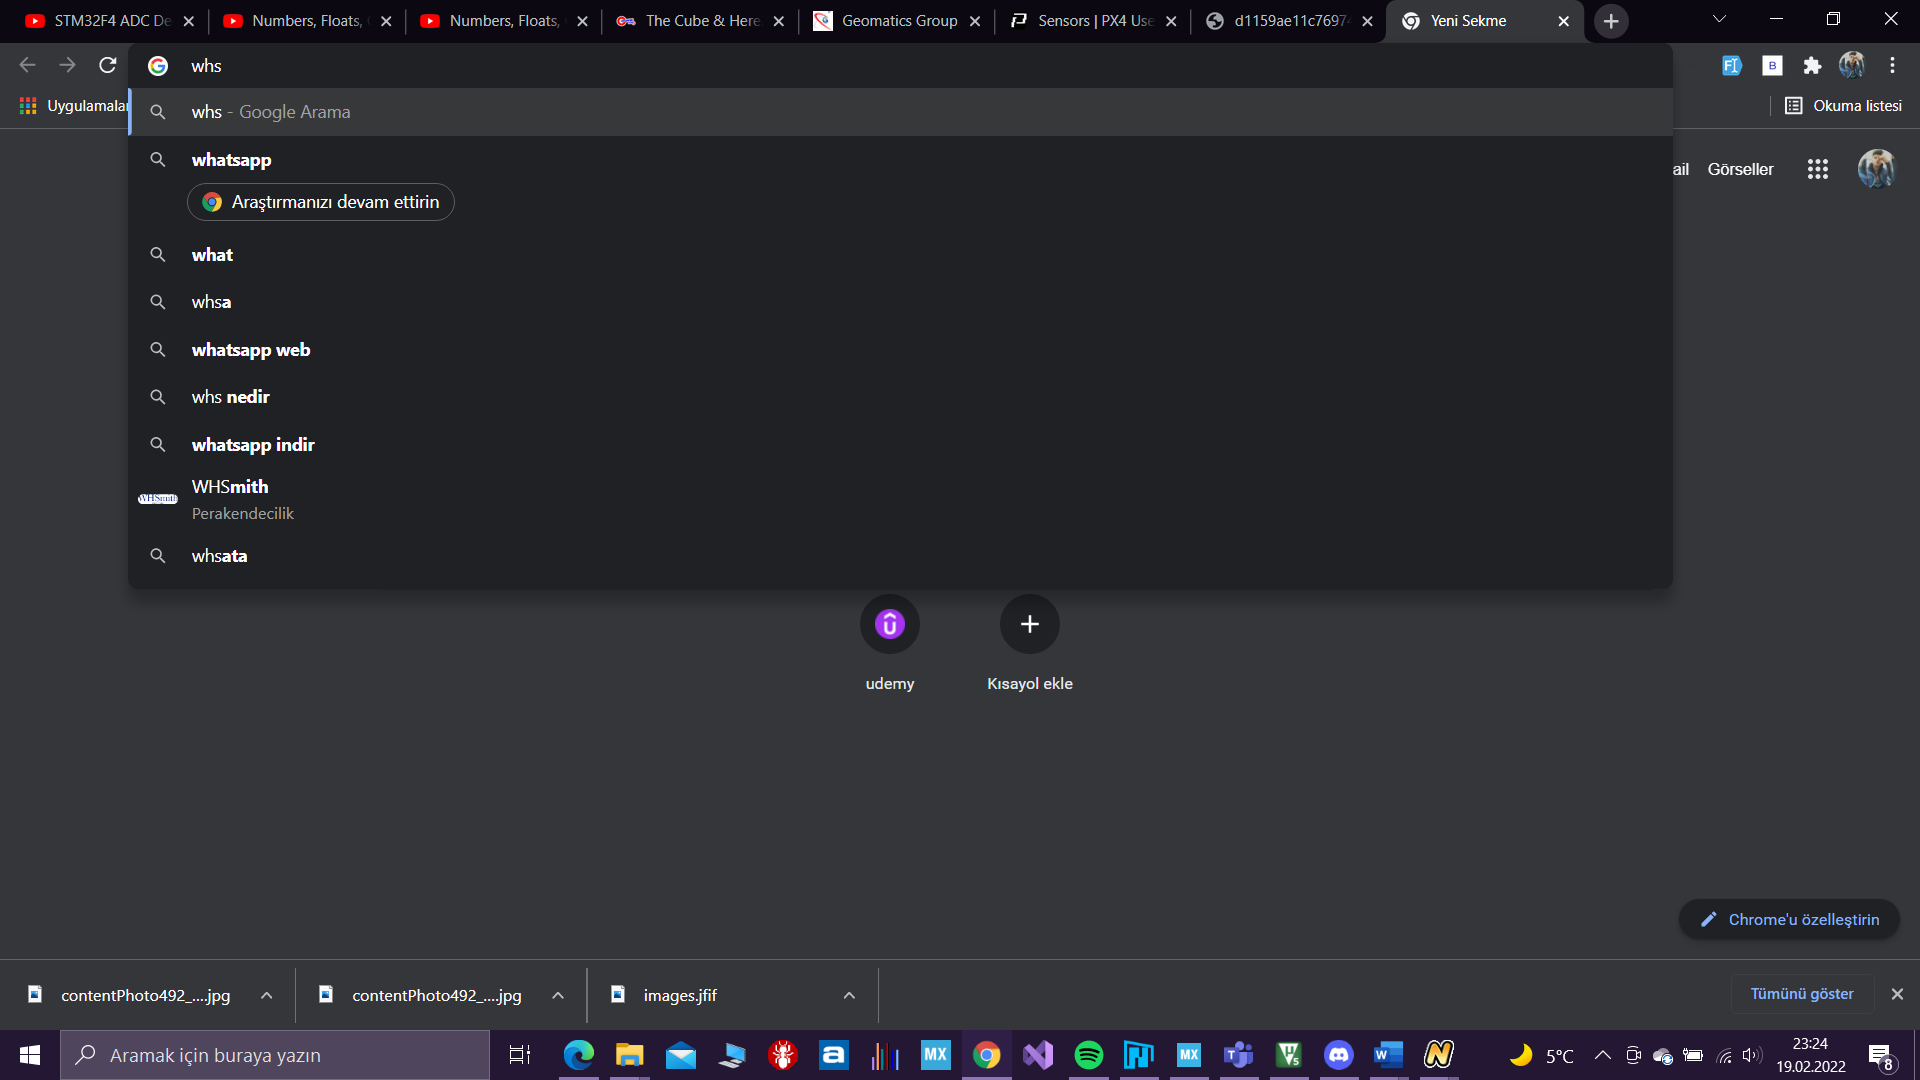 STM32F4 ADC De
Numbers, Floats,
Numbers, Floats,
The Cube & Here
Geomatics Group
Sensors | PX4 Use
d1159ae11c76974
Yeni Sekme
whs
Uygulamalar
whs - Google Arama
Okuma listesi
whatsapp
ail
Görseller
Araştırmanızı devam ettirin
what
whsa
whatsapp web
whs nedir
whatsapp indir
WHSmith
WHSmith
Perakendecilik
whsata
udemy
Kısayol ekle
Chrome'u özelleştirin
contentPhoto492_....jpg
contentPhoto492_....jpg
images.jfif
Tümünü göster
Aramak için buraya yazın
5°C
23:24
19.02.2022
8